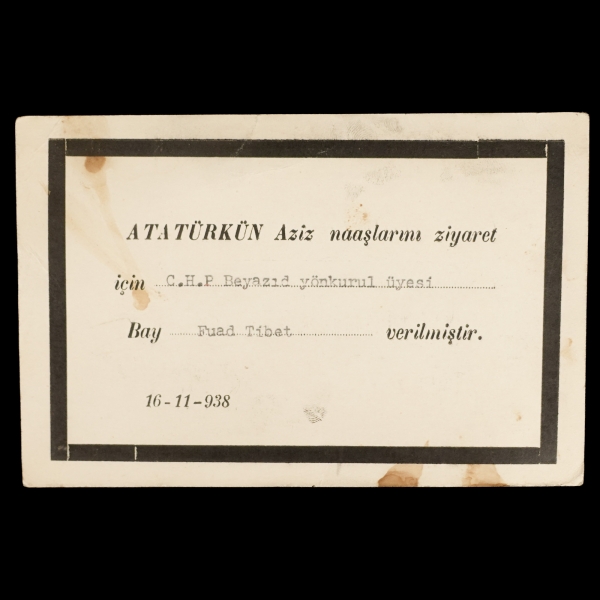 ATATÜRKÜN Aziz naaşlarını ziyaret
için C.H.P Beyazıd yönkurul üyesi
Bay Fuad Tibet verilmiştir.
16-11-938